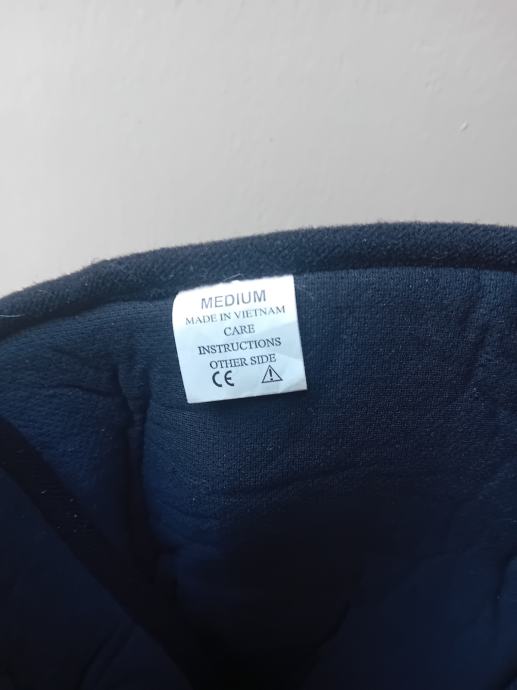 MEDIUM
MADE IN VIETNAM
CARE
INSTRUCTIONS
OTHER SIDE
CE